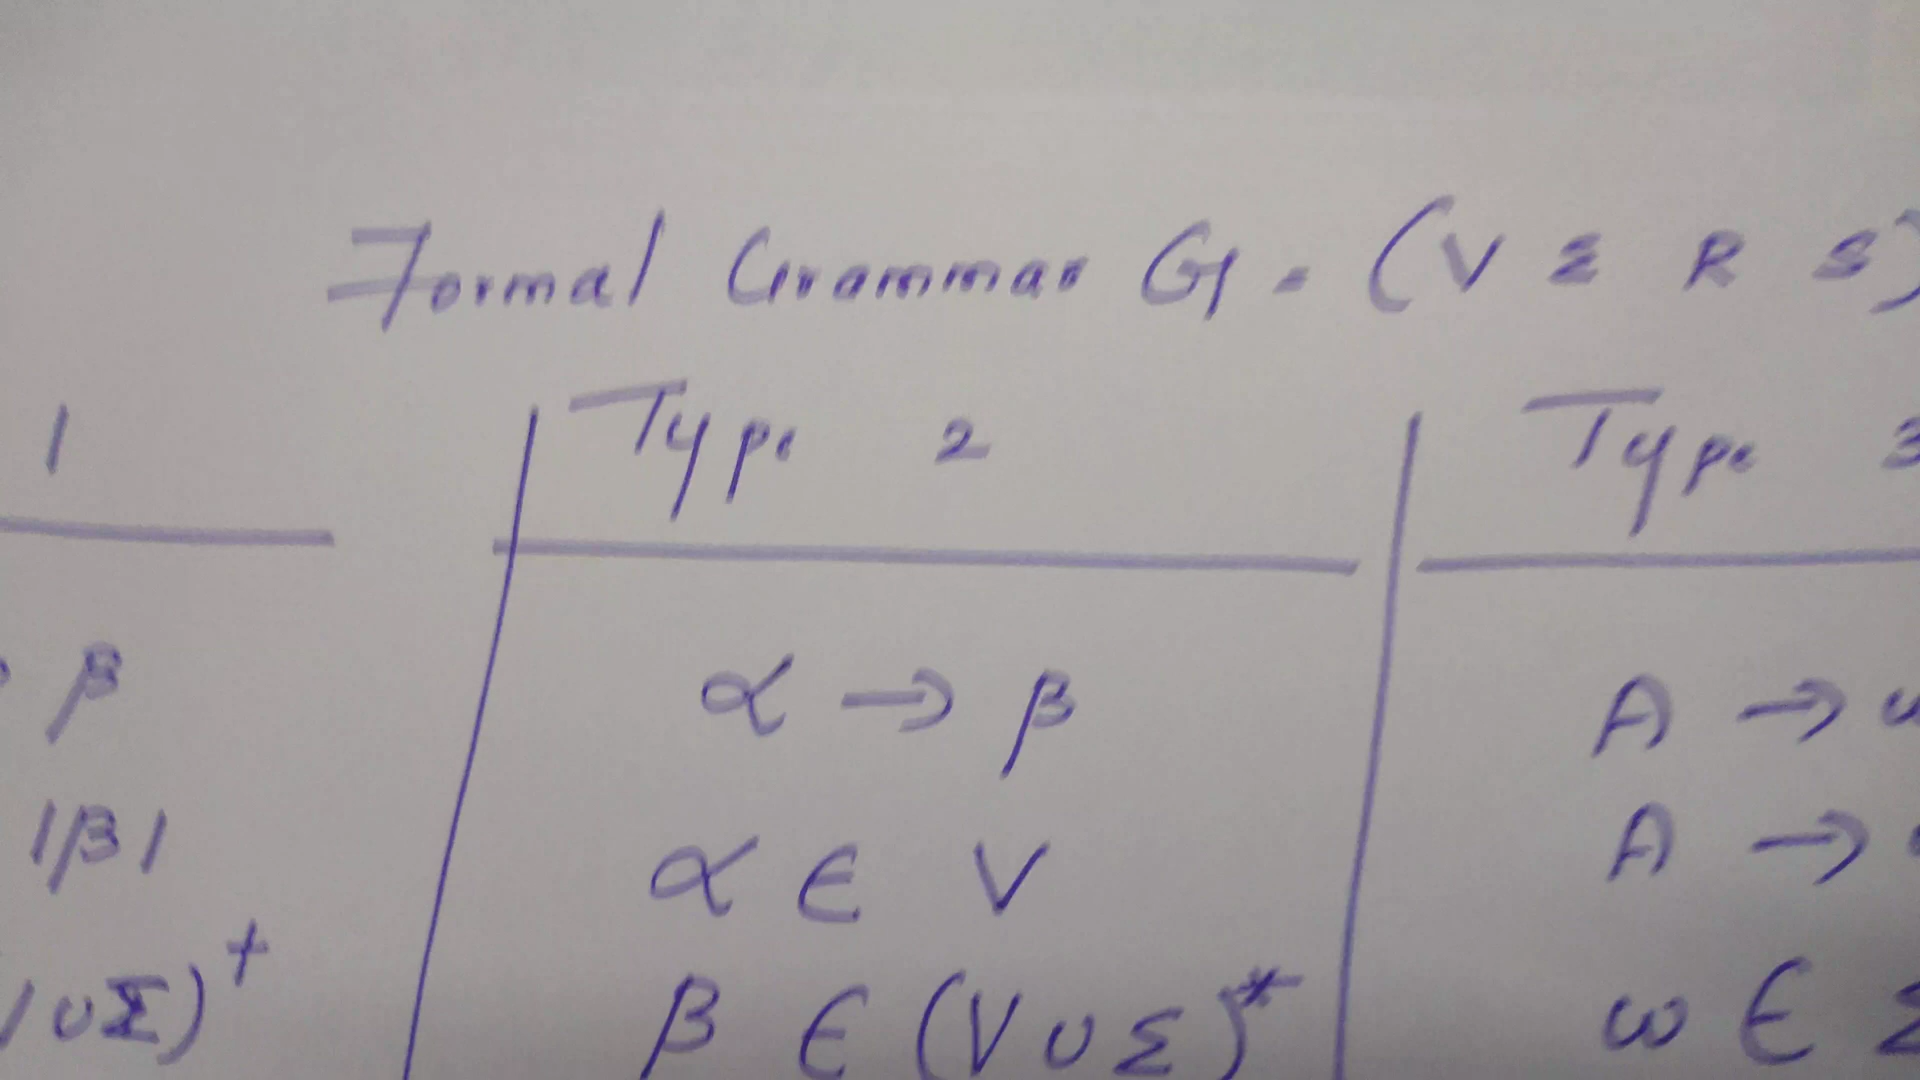 Formal Grammar G = (V Σ R S)
1 Type 2 Type 3
β α → β A →
|β| α ∈ V A →
∪Σ)⁺ β ∈ (V ∪ Σ)* ω ∈ Σ